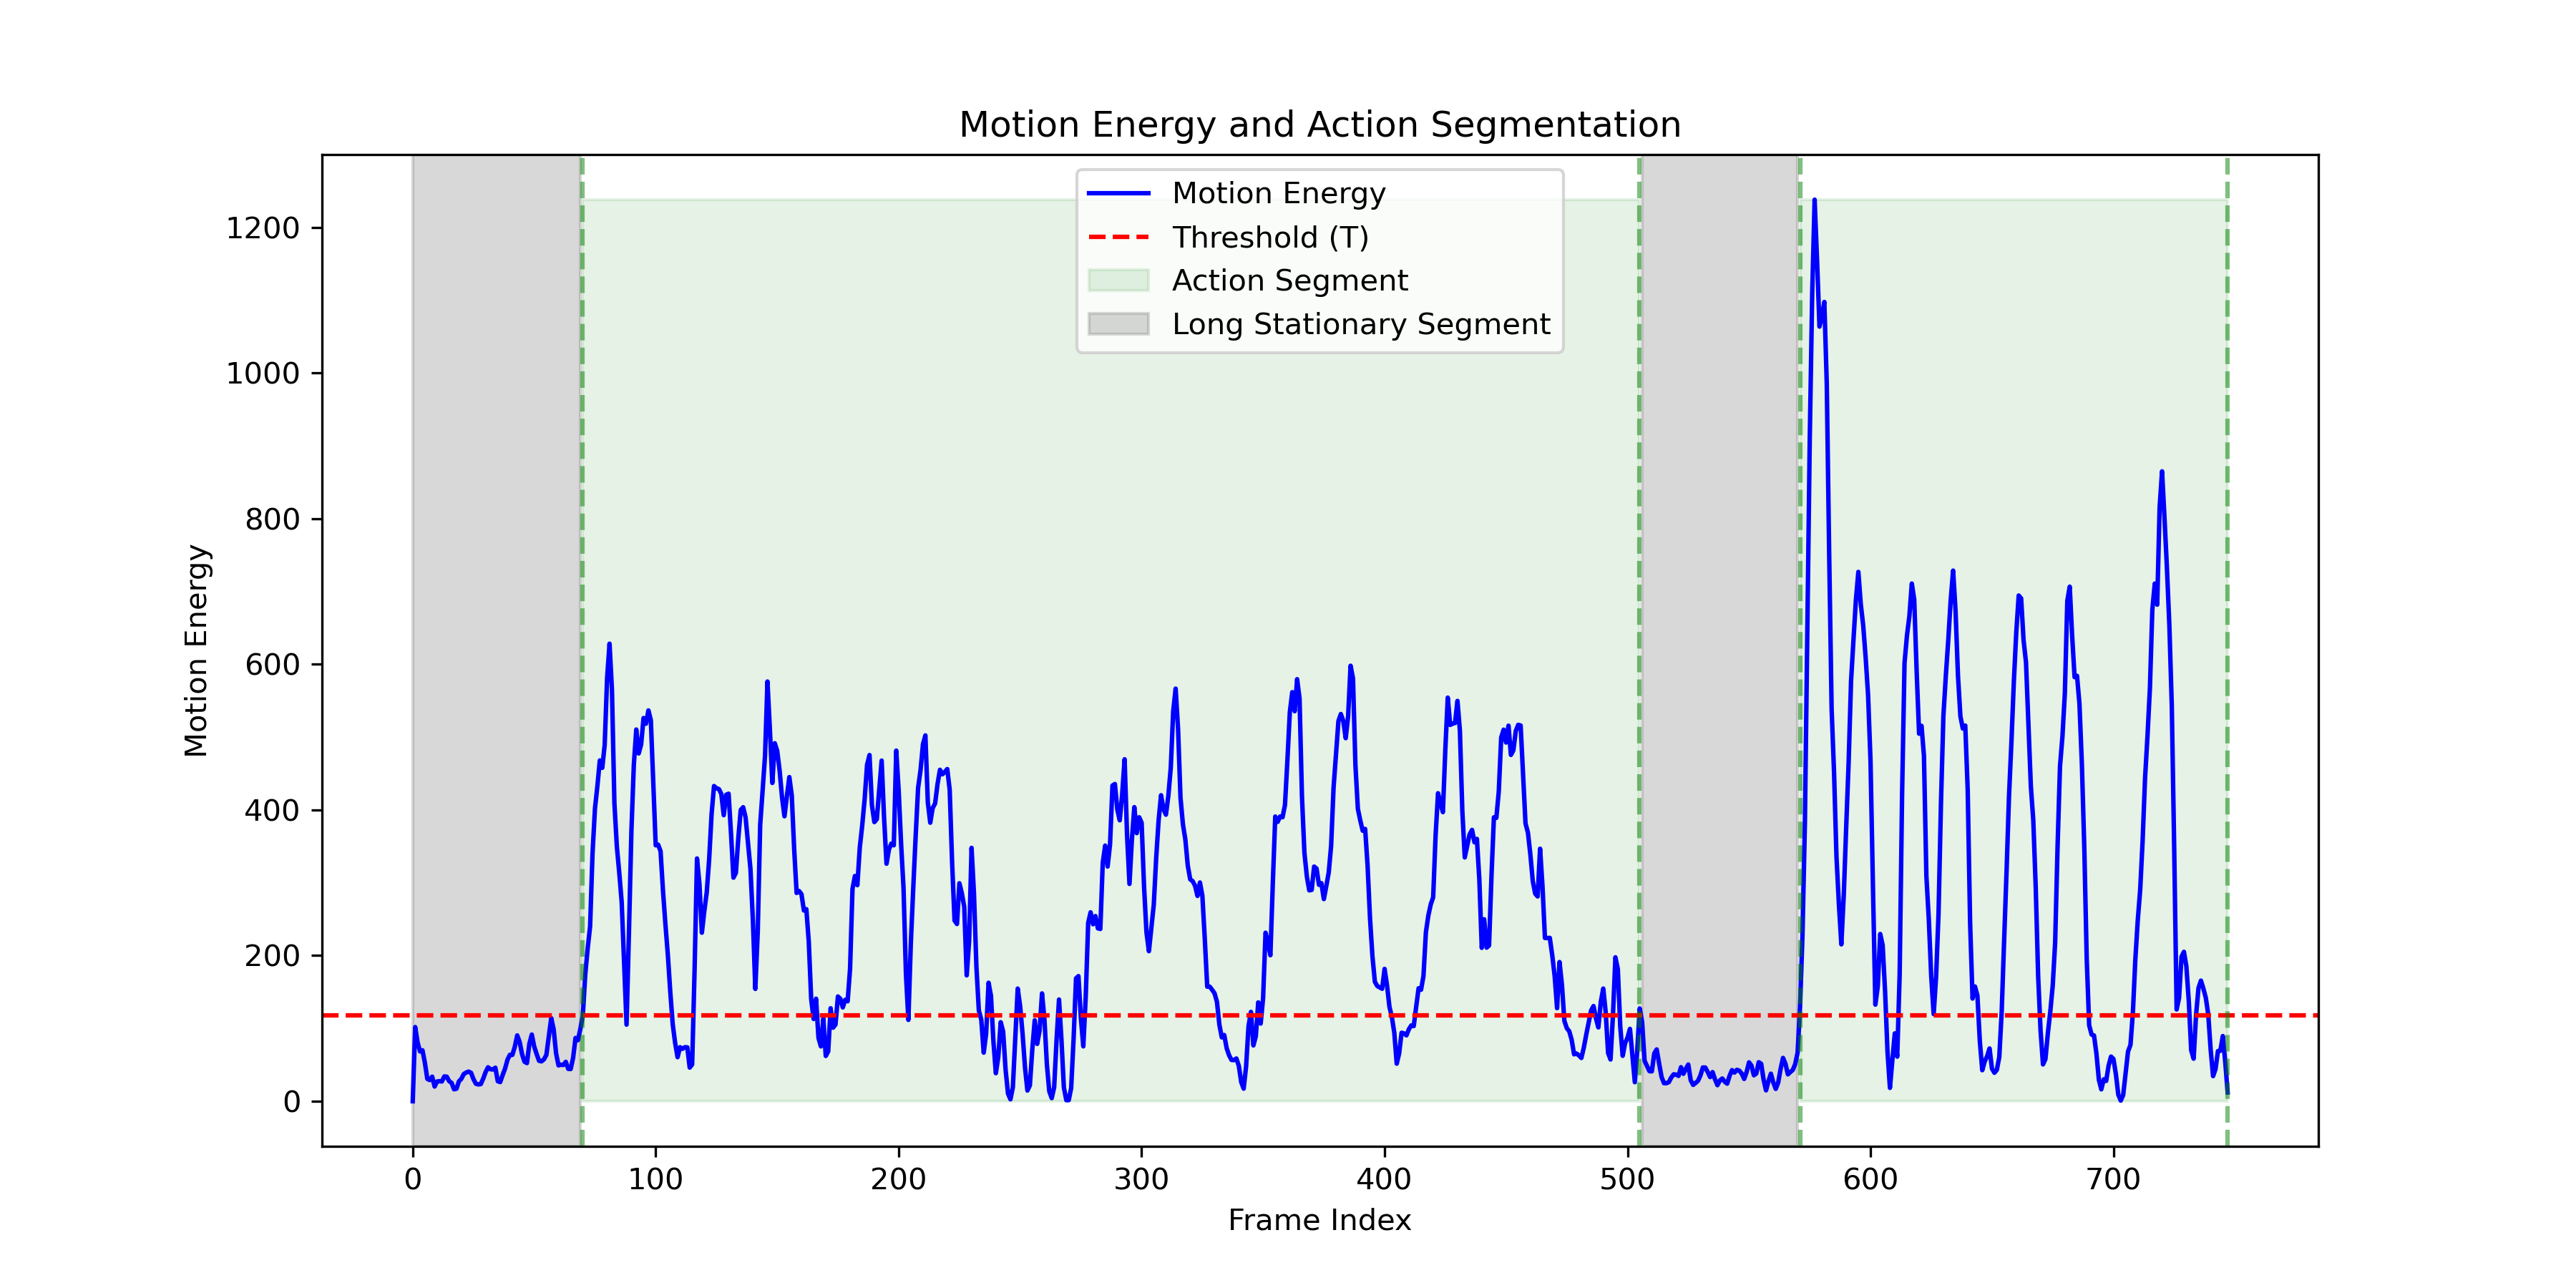 Motion Energy and Action Segmentation
Motion Energy
Threshold (T)
Action Segment
Long Stationary Segment
1200
1000
800
600
400
200
0
Motion Energy
0 100 200 300 400 500 600 700
Frame Index